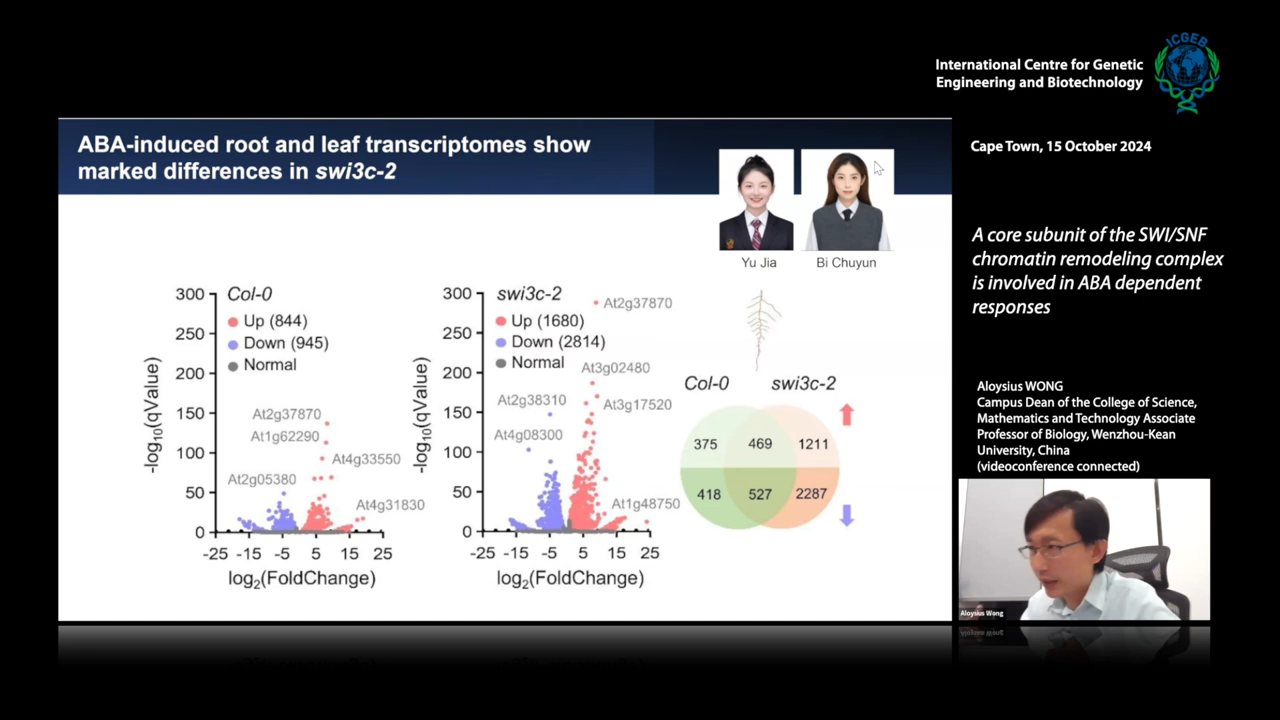 ICGEB
International Centre for Genetic
Engineering and Biotechnology
Cape Town, 15 October 2024
ABA-induced root and leaf transcriptomes show
marked differences in swi3c-2
Yu Jia
Bi Chuyun
Col-0
Up (844)
Down (945)
Normal
300
250
200
150
100
50
0
-log10(qValue)
At2g37870
At1g62290
At4g33550
At2g05380
At4g31830
-25 -15 -5 5 15 25
log2(FoldChange)
swi3c-2
Up (1680)
Down (2814)
Normal
300
250
200
150
100
50
0
-log10(qValue)
At2g37870
At3g02480
At2g38310
At3g17520
At4g08300
At1g48750
-25 -15 -5 5 15 25
log2(FoldChange)
Col-0 swi3c-2
375 469 1211
418 527 2287
A core subunit of the SWI/SNF
chromatin remodeling complex
is involved in ABA dependent
responses
Aloysius WONG
Campus Dean of the College of Science,
Mathematics and Technology Associate
Professor of Biology, Wenzhou-Kean
University, China
(videoconference connected)
Aloysius Wong